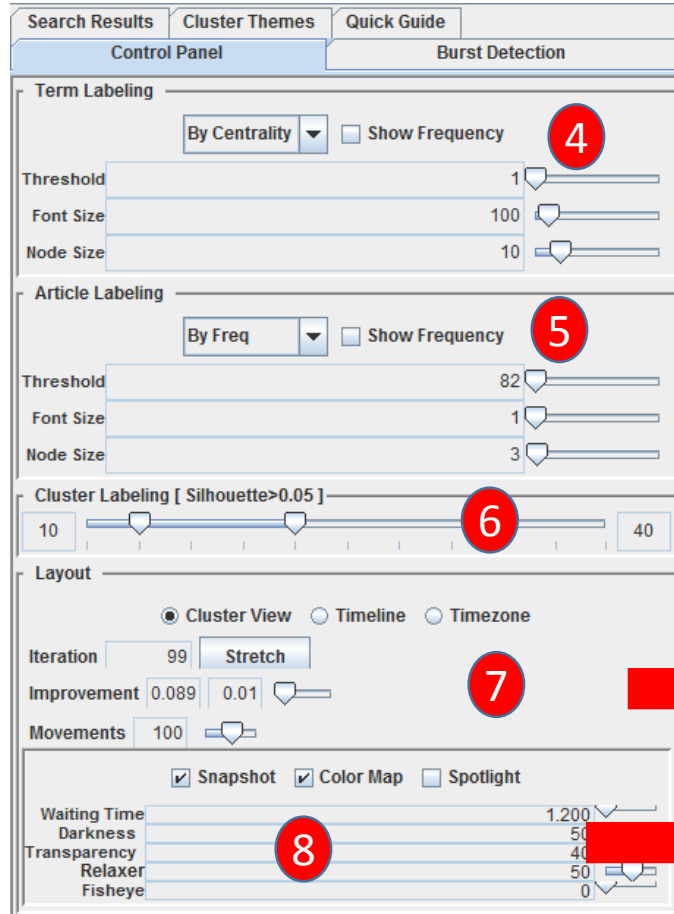 Search Results Cluster Themes Quick Guide
Control Panel Burst Detection
Term Labeling
By Centrality Show Frequency 4
Threshold 1
Font Size 100
Node Size 10
Article Labeling
By Freq Show Frequency 5
Threshold 82
Font Size 1
Node Size 3
Cluster Labeling [ Silhouette>0.05 ]
10 6 40
Layout
Cluster View Timeline Timezone
Iteration 99 Stretch
Improvement 0.089 0.01 7
Movements 100
Snapshot Color Map Spotlight
Waiting Time 1.200
Darkness 50
Transparency 40
Relaxer 50
Fisheye 0
8